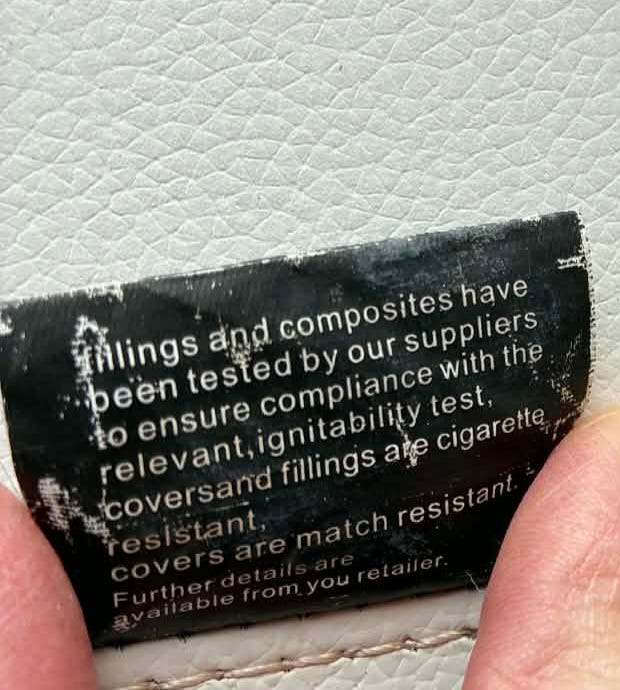 fillings and composites have
been tested by our suppliers
to ensure compliance with the
relevant,ignitability test,
coversand fillings are cigarette
resistant,
covers are match resistant.
Further details are
available from you retailer.